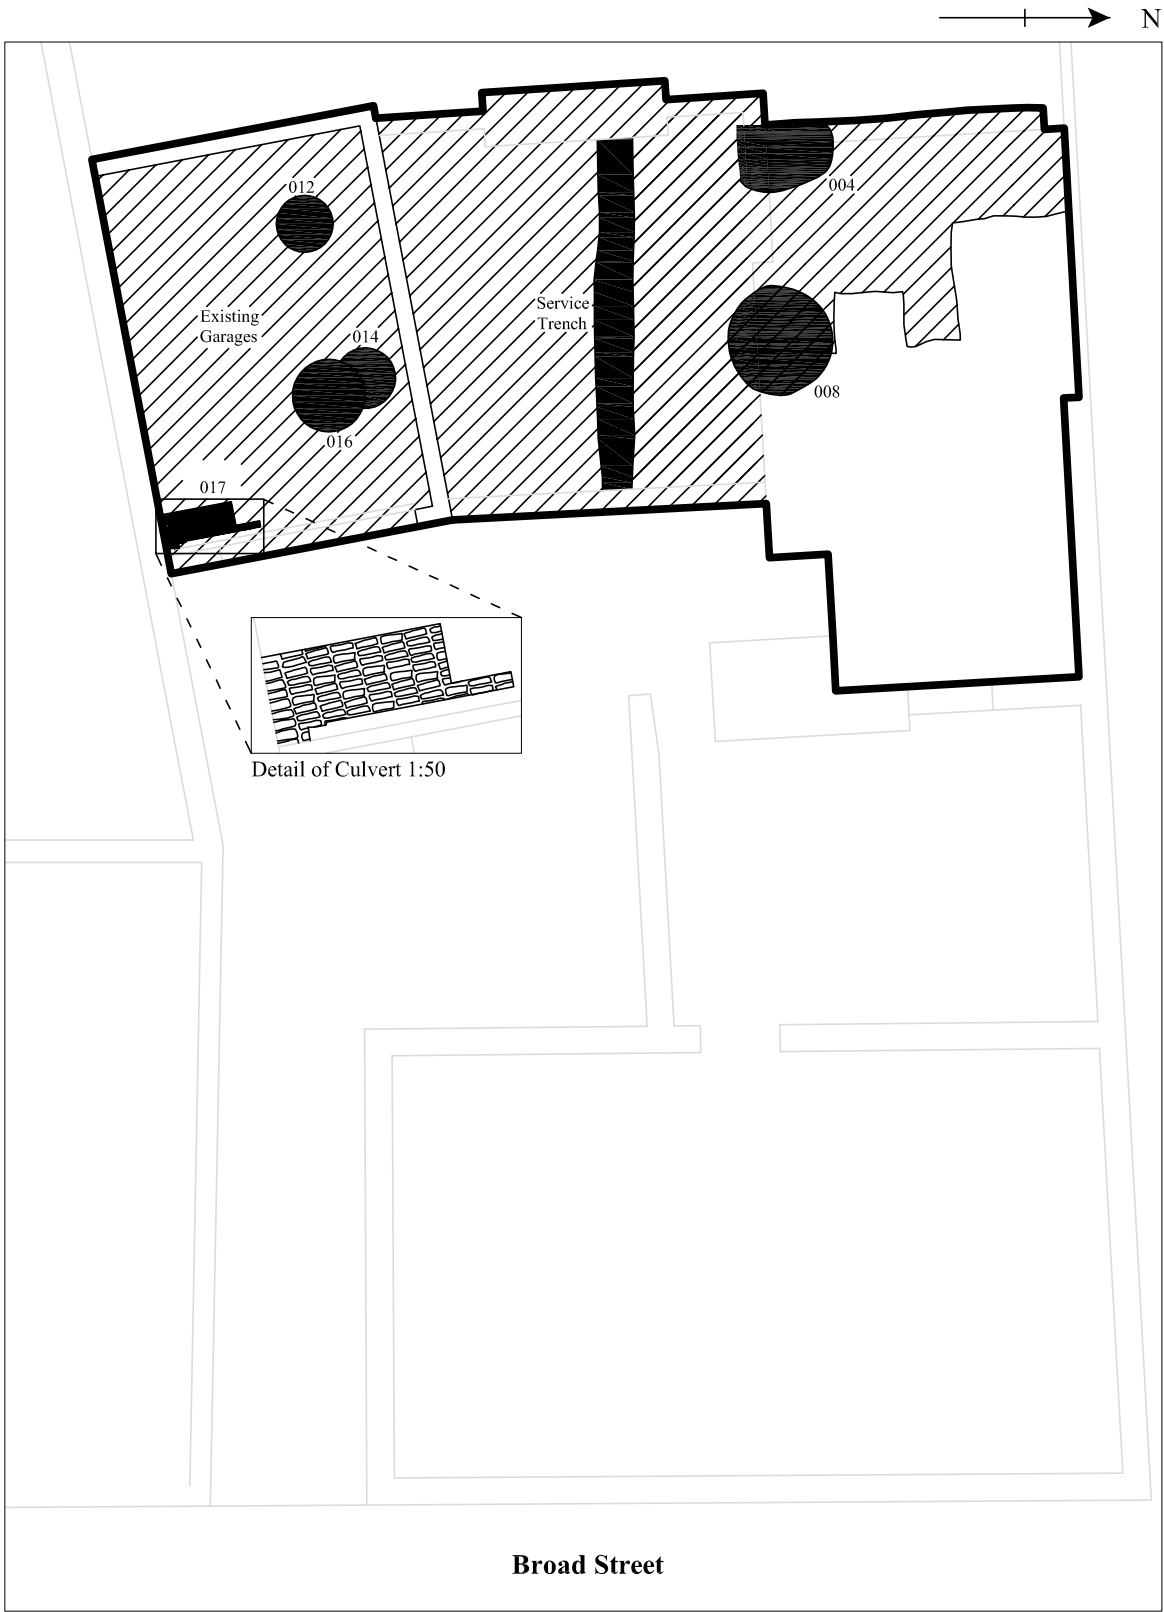 N
012
004
Existing
Garages
Service
Trench
014
008
016
017
Detail of Culvert 1:50
Broad Street